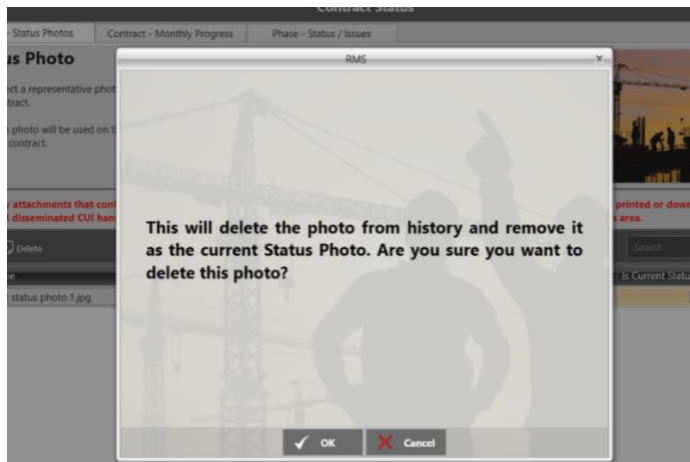 Contract Status
- Status Photos
Contract - Monthly Progress
Phase - Status / Issues
RMS
X
us Photo
ect a representative phot
tract.
photo will be used on t
contract.
y attachments that cont
disseminated CUI han
printed or down
area.
Delete
Search
Is Current Statu
status photo.1.jpg
This will delete the photo from history and remove it
as the current Status Photo. Are you sure you want to
delete this photo?
OK
Cancel